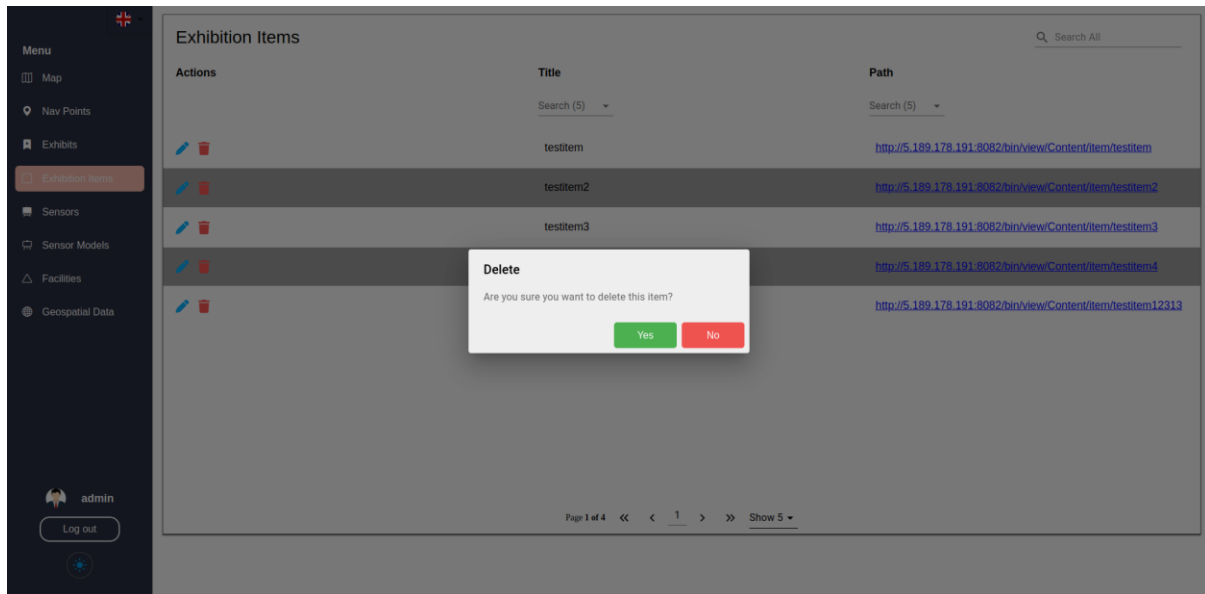 Menu
Map
Nav Points
Exhibits
Exhibition Items
Sensors
Sensor Models
Facilities
Geospatial Data
admin
Log out
Exhibition Items
Search All
Actions Title Path
Search (5) Search (5)
testitem http://5.189.178.191:8082/bin/view/Content/item/testitem
testitem2 http://5.189.178.191:8082/bin/view/Content/item/testitem2
testitem3 http://5.189.178.191:8082/bin/view/Content/item/testitem3
http://5.189.178.191:8082/bin/view/Content/item/testitem4
http://5.189.178.191:8082/bin/view/Content/item/testitem12313
Delete
Are you sure you want to delete this item?
Yes No
Page 1 of 4 1 Show 5